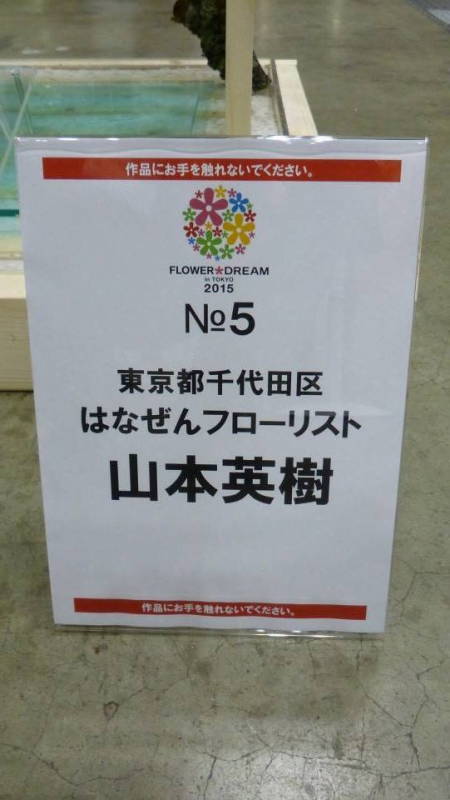 作品にお手を触れないでください。
FLOWER★DREAM
in TOKYO
2015
№5
東京都千代田区
はなぜんフローリスト
山本英樹
作品にお手を触れないでください。